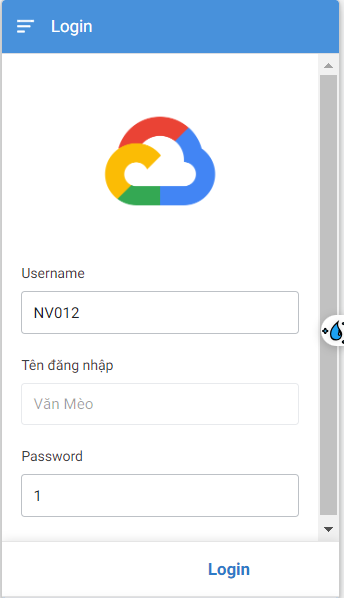 Login
Username
NV012
Tên đăng nhập
Văn Mèo
Password
1
Login